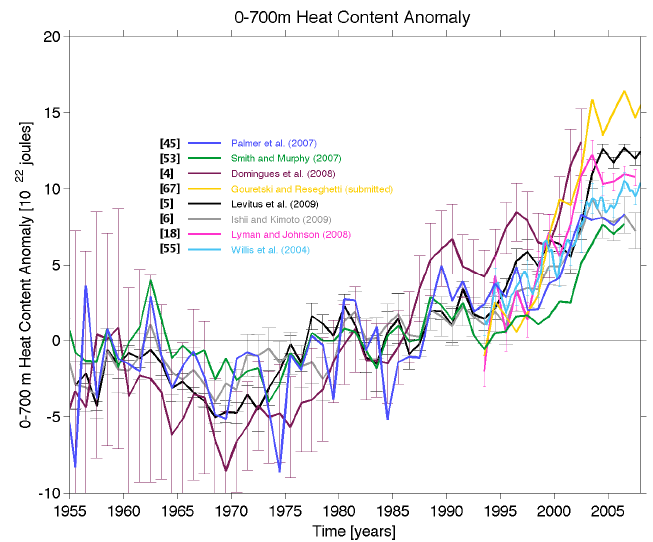 0-700m Heat Content Anomaly
20
15
10
5
0
-5
-10
0-700 m Heat Content Anomaly [10 22 joules]
[45] Palmer et al. (2007)
[53] Smith and Murphy (2007)
[4] Domingues et al. (2008)
[67] Gouretski and Reseghetti (submitted)
[5] Levitus et al. (2009)
[6] Ishii and Kimoto (2009)
[18] Lyman and Johnson (2008)
[55] Willis et al. (2004)
1955 1960 1965 1970 1975 1980 1985 1990 1995 2000 2005
Time [years]